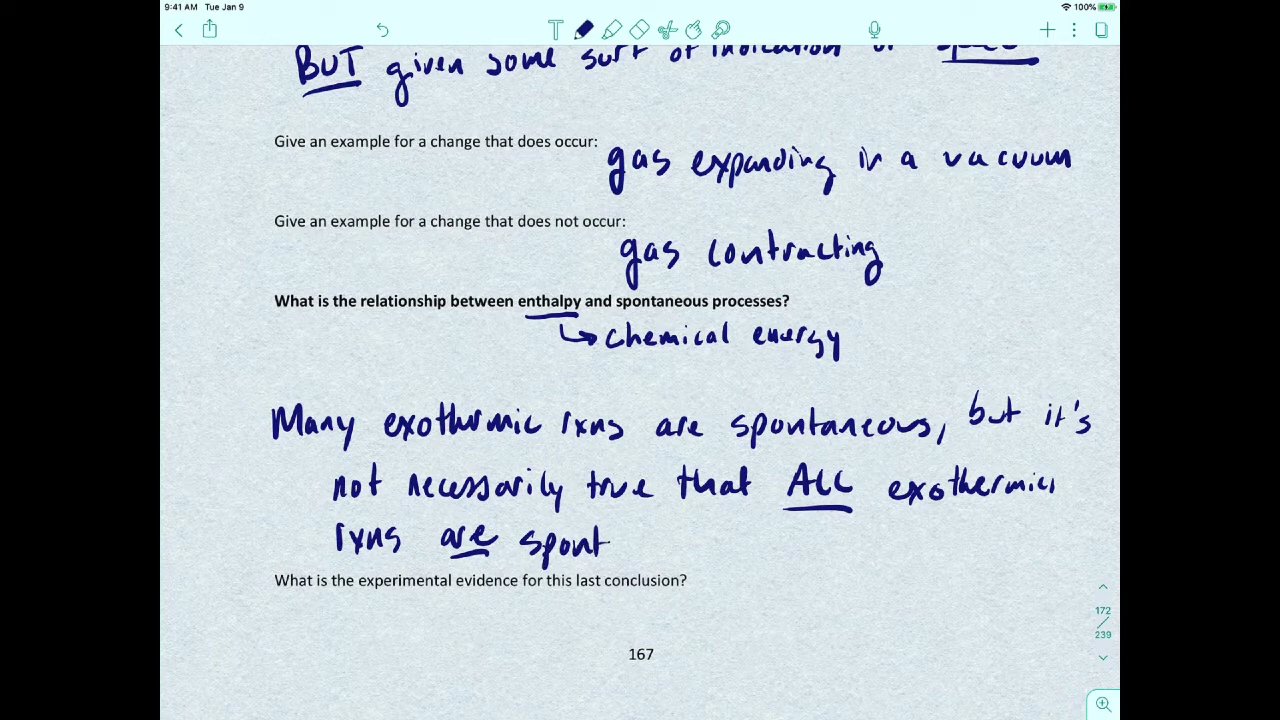 9:41 AM Tue Jan 9
100%
T
BUT given some sort of indication of space
Give an example for a change that does occur:
gas expanding in a vacuum
Give an example for a change that does not occur:
gas contracting
What is the relationship between enthalpy and spontaneous processes?
chemical energy
Many exothermic rxns are spontaneous, but it's
not necessarily true that ALL exothermic
rxns are spont
What is the experimental evidence for this last conclusion?
172
/
239
167